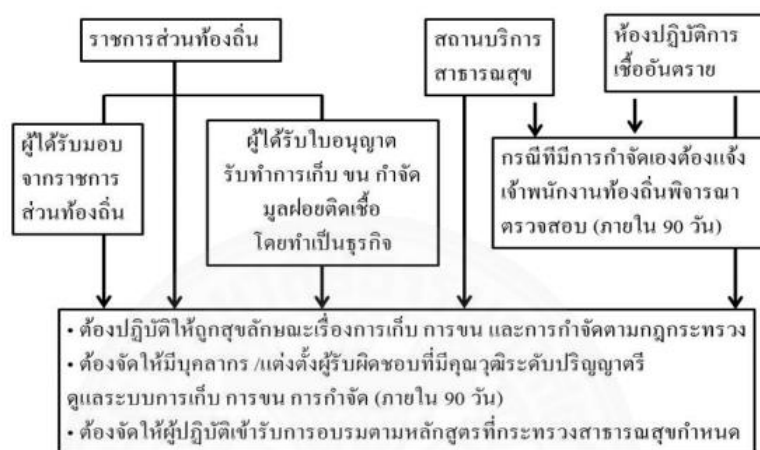 ราชการส่วนท้องถิ่น
สถานบริการ
สาธารณสุข
ห้องปฏิบัติการ
เชื้ออันตราย
ผู้ได้รับมอบ
จากราชการ
ส่วนท้องถิ่น
ผู้ได้รับใบอนุญาต
รับทำการเก็บ ขน กำจัด
มูลฝอยติดเชื้อ
โดยทำเป็นธุรกิจ
กรณีที่มีการกำจัดเองต้องแจ้ง
เจ้าพนักงานท้องถิ่นพิจารณา
ตรวจสอบ (ภายใน 90 วัน)
• ต้องปฏิบัติให้ถูกสุขลักษณะเรื่องการเก็บ การขน และการกำจัดตามกฎกระทรวง
• ต้องจัดให้มีบุคลากร /แต่งตั้งผู้รับผิดชอบที่มีคุณวุฒิระดับปริญญาตรี
ดูแลระบบการเก็บ การขน การกำจัด (ภายใน 90 วัน)
• ต้องจัดให้ผู้ปฏิบัติเข้ารับการอบรมตามหลักสูตรที่กระทรวงสาธารณสุขกำหนด